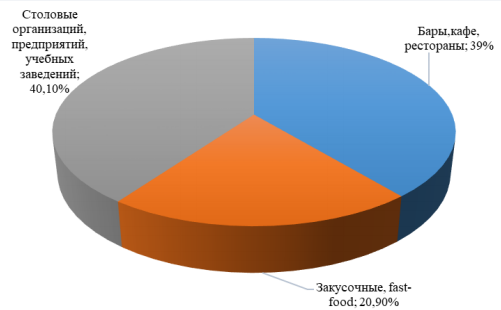 Столовые
организаций,
предприятий,
учебных
заведений;
40,10%
Бары,кафе,
рестораны; 39%
Закусочные, fast-
food; 20,90%